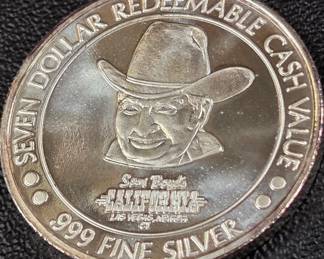 SEVEN DOLLAR REDEEMABLE CASH VALUE
Sam Boyd's
CALIFORNIA
LAS VEGAS, NEVADA
.999 FINE SILVER